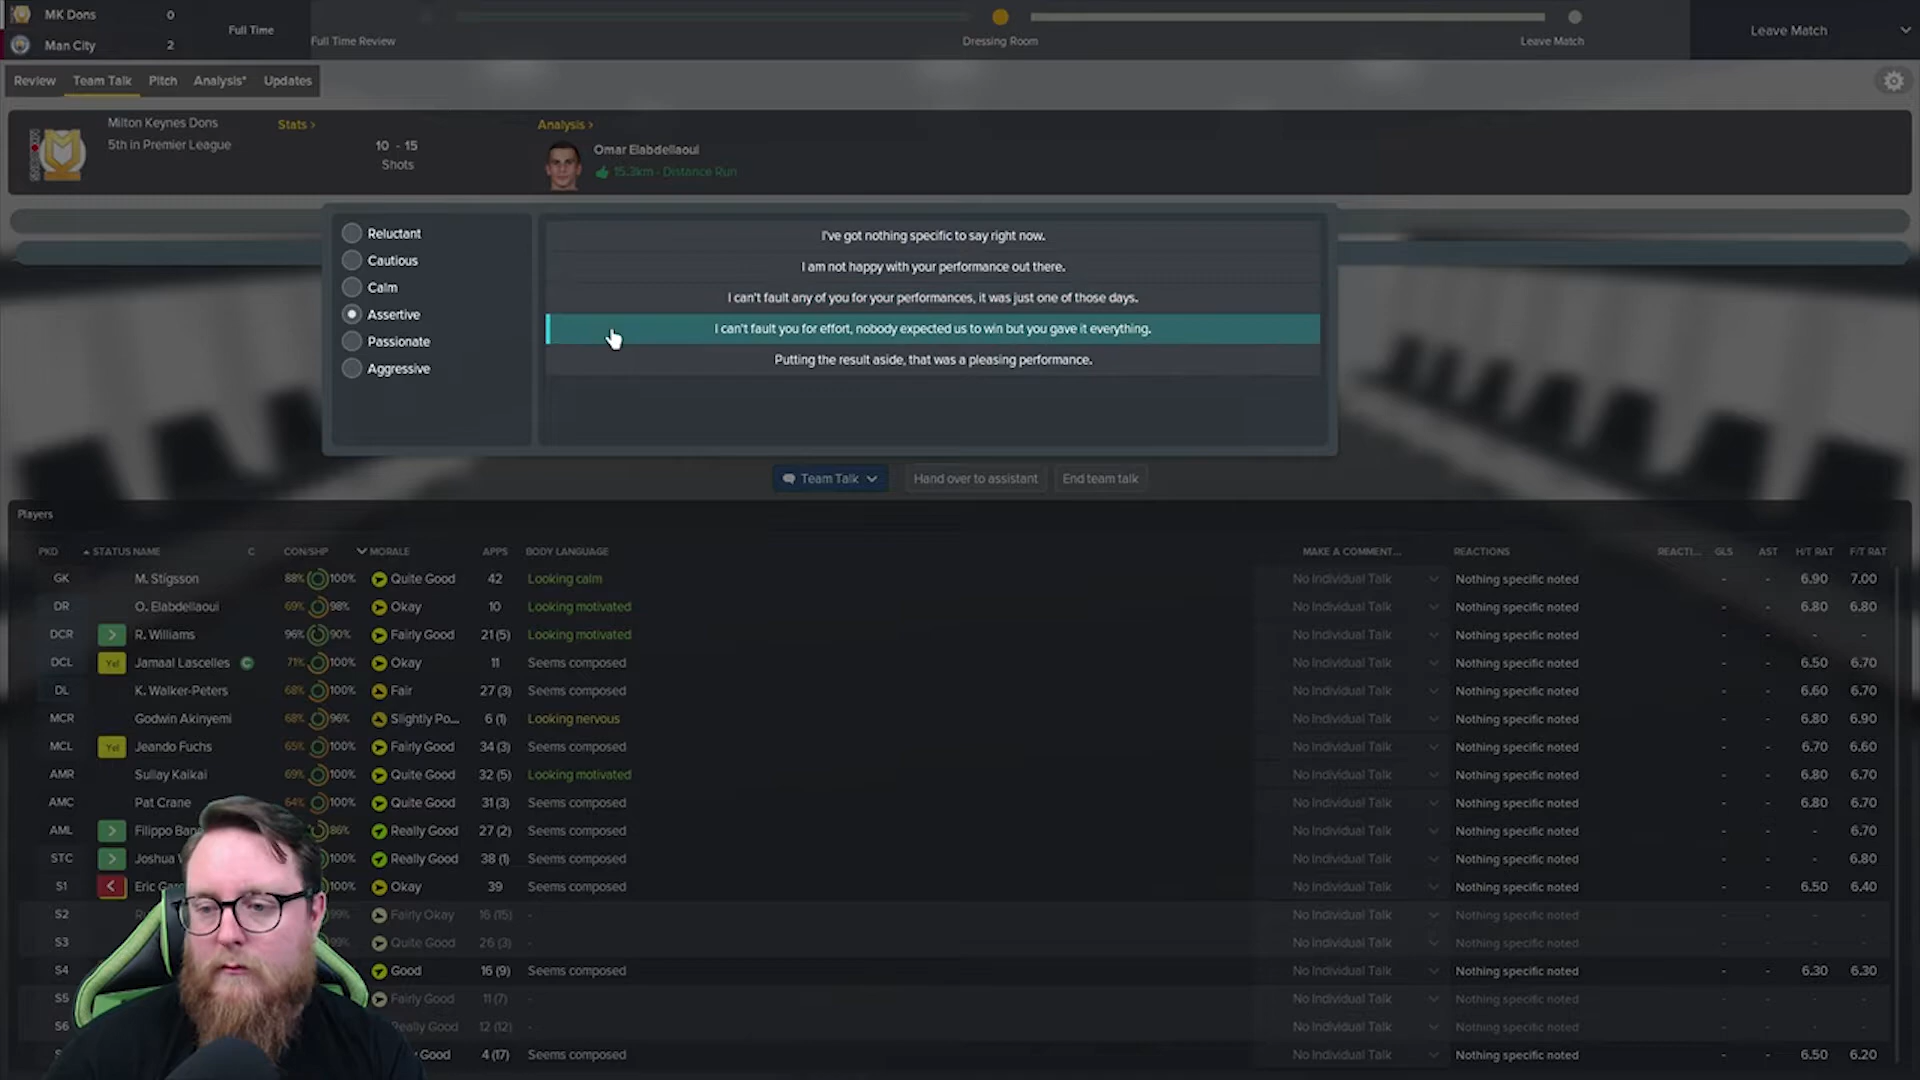 MK Dons 0
Man City 2
Full Time
Full Time Review
Dressing Room
Leave Match
Leave Match
Review Team Talk Pitch Analysis* Updates
Milton Keynes Dons
5th in Premier League
Stats >
10 - 15
Shots
Analysis >
Omar Elabdellaoui
15.3km - Distance Run
Reluctant
Cautious
Calm
Assertive
Passionate
Aggressive
I've got nothing specific to say right now.
I am not happy with your performance out there.
I can't fault any of you for your performances, it was just one of those days.
I can't fault you for effort, nobody expected us to win but you gave it everything.
Putting the result aside, that was a pleasing performance.
Team Talk Hand over to assistant End team talk
Players
PKD STATUS NAME C CON/SHP MORALE APPS BODY LANGUAGE MAKE A COMMENT... REACTIONS REACTI... GLS AST H/T RAT F/T RAT
GK M. Stígsson 88% 100% Quite Good 42 Looking calm No Individual Talk Nothing specific noted - - 6.90 7.00
DR O. Elabdellaoui 69% 98% Okay 10 Looking motivated No Individual Talk Nothing specific noted - - 6.80 6.80
DCR R. Williams 96% 90% Fairly Good 21 (5) Looking motivated No Individual Talk Nothing specific noted - - - -
DCL Yel Jamaal Lascelles C 71% 100% Okay 11 Seems composed No Individual Talk Nothing specific noted - - 6.50 6.70
DL K. Walker-Peters 68% 100% Fair 27 (3) Seems composed No Individual Talk Nothing specific noted - - 6.60 6.70
MCR Godwin Akinyemi 68% 96% Slightly Po... 6 (1) Looking nervous No Individual Talk Nothing specific noted - - 6.80 6.90
MCL Yel Jeando Fuchs 65% 100% Fairly Good 34 (3) Seems composed No Individual Talk Nothing specific noted - - 6.70 6.60
AMR Sullay Kaikai 69% 100% Quite Good 32 (5) Looking motivated No Individual Talk Nothing specific noted - - 6.80 6.70
AMC Pat Crane 64% 100% Quite Good 31 (3) Seems composed No Individual Talk Nothing specific noted - - 6.80 6.70
AML Filippo 86% Really Good 27 (2) Seems composed No Individual Talk Nothing specific noted - - - 6.70
STC Joshua 100% Really Good 38 (1) Seems composed No Individual Talk Nothing specific noted - - - 6.80
S1 Eric 100% Okay 39 Seems composed No Individual Talk Nothing specific noted - - 6.50 6.40
S2 99% Fairly Okay 16 (15) - No Individual Talk Nothing specific noted - - - -
S3 99% Quite Good 26 (3) - No Individual Talk Nothing specific noted - - - -
S4 Good 16 (9) Seems composed No Individual Talk Nothing specific noted - - 6.30 6.30
S5 Fairly Good 11 (7) - No Individual Talk Nothing specific noted - - - -
S6 Really Good 12 (12) - No Individual Talk Nothing specific noted - - - -
Good 4 (17) Seems composed No Individual Talk Nothing specific noted - - 6.50 6.20